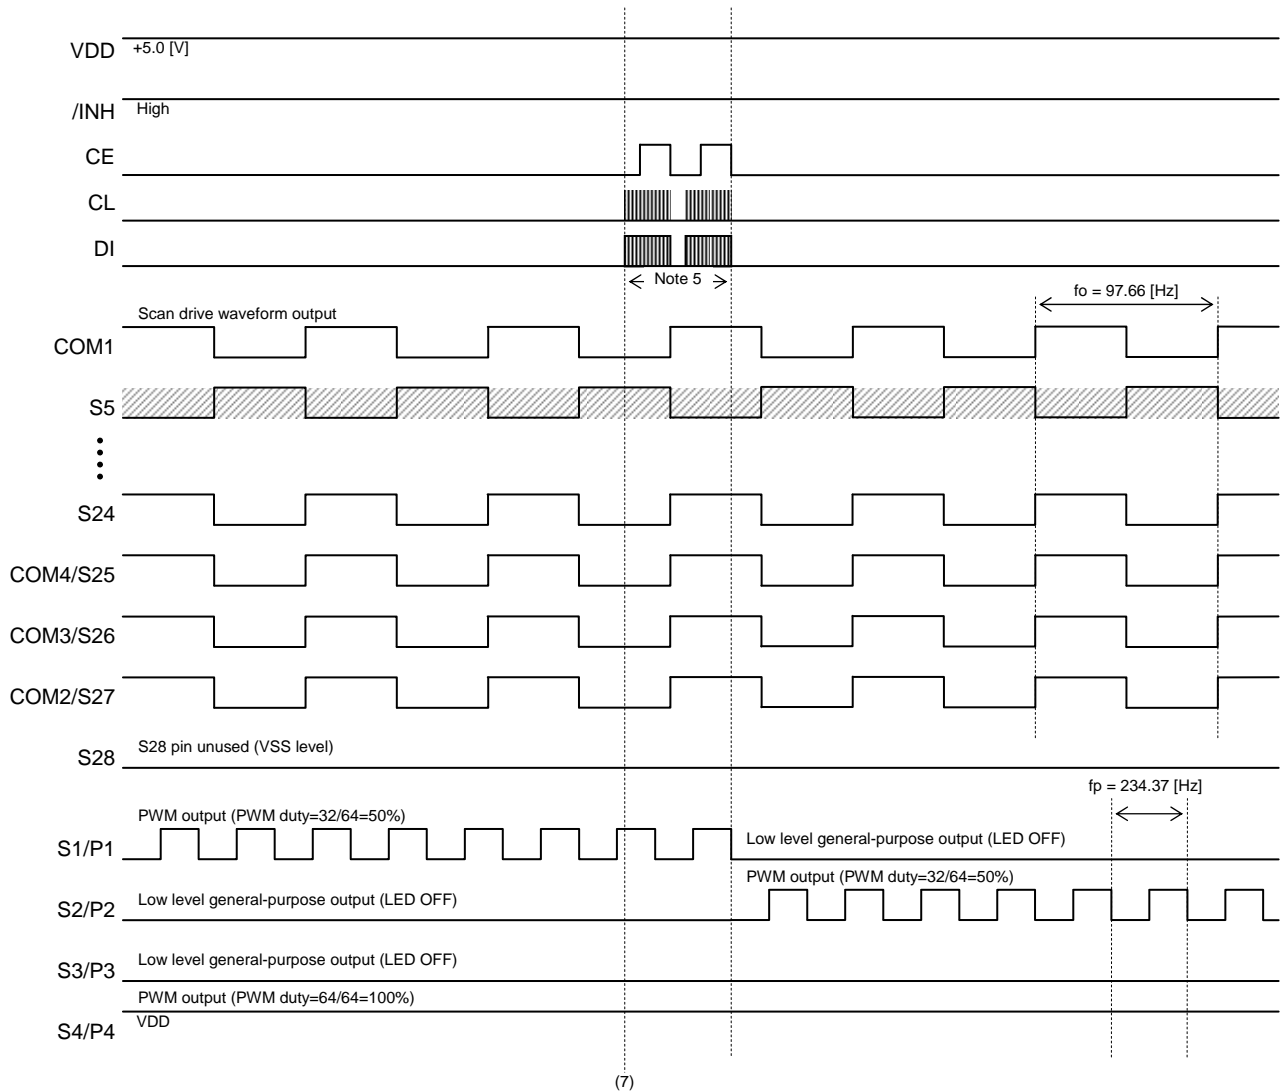 VDD
+5.0 [V]
/INH
High
CE
CL
DI
Note 5
fo = 97.66 [Hz]
Scan drive waveform output
COM1
S5
S24
COM4/S25
COM3/S26
COM2/S27
S28 pin unused (VSS level)
S28
fp = 234.37 [Hz]
PWM output (PWM duty=32/64=50%)
S1/P1
Low level general-purpose output (LED OFF)
PWM output (PWM duty=32/64=50%)
Low level general-purpose output (LED OFF)
S2/P2
Low level general-purpose output (LED OFF)
S3/P3
PWM output (PWM duty=64/64=100%)
VDD
S4/P4
(7)